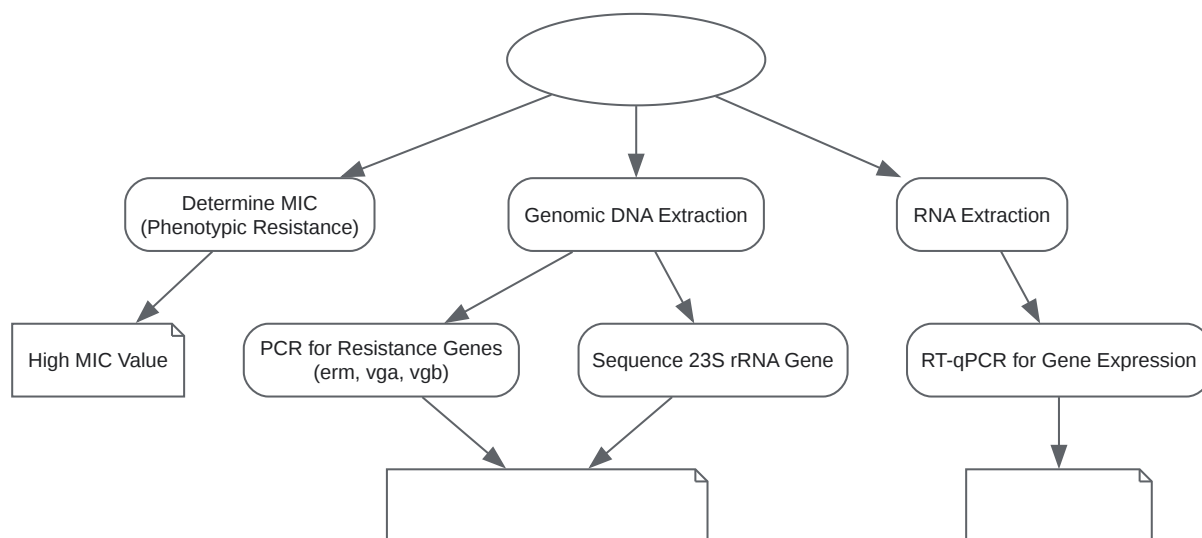 Determine MIC
(Phenotypic Resistance)
Genomic DNA Extraction
RNA Extraction
High MIC Value
PCR for Resistance Genes
(erm, vga, vgb)
Sequence 23S rRNA Gene
RT-qPCR for Gene Expression